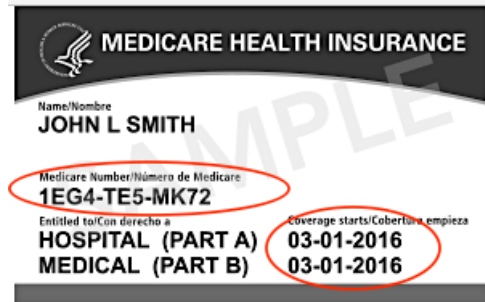 MEDICARE HEALTH INSURANCE
SAMPLE
Name/Nombre
JOHN L SMITH
Medicare Number/Número de Medicare
1EG4-TE5-MK72
Entitled to/Con derecho a Coverage starts/Cobertura empieza
HOSPITAL (PART A) 03-01-2016
MEDICAL (PART B) 03-01-2016